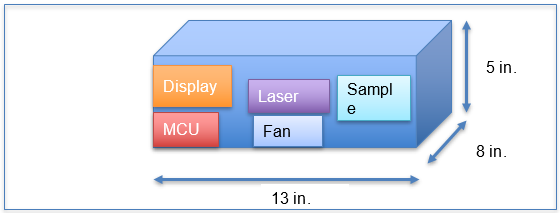 Display
Laser
Sampl
e
MCU
Fan
5 in.
8 in.
13 in.